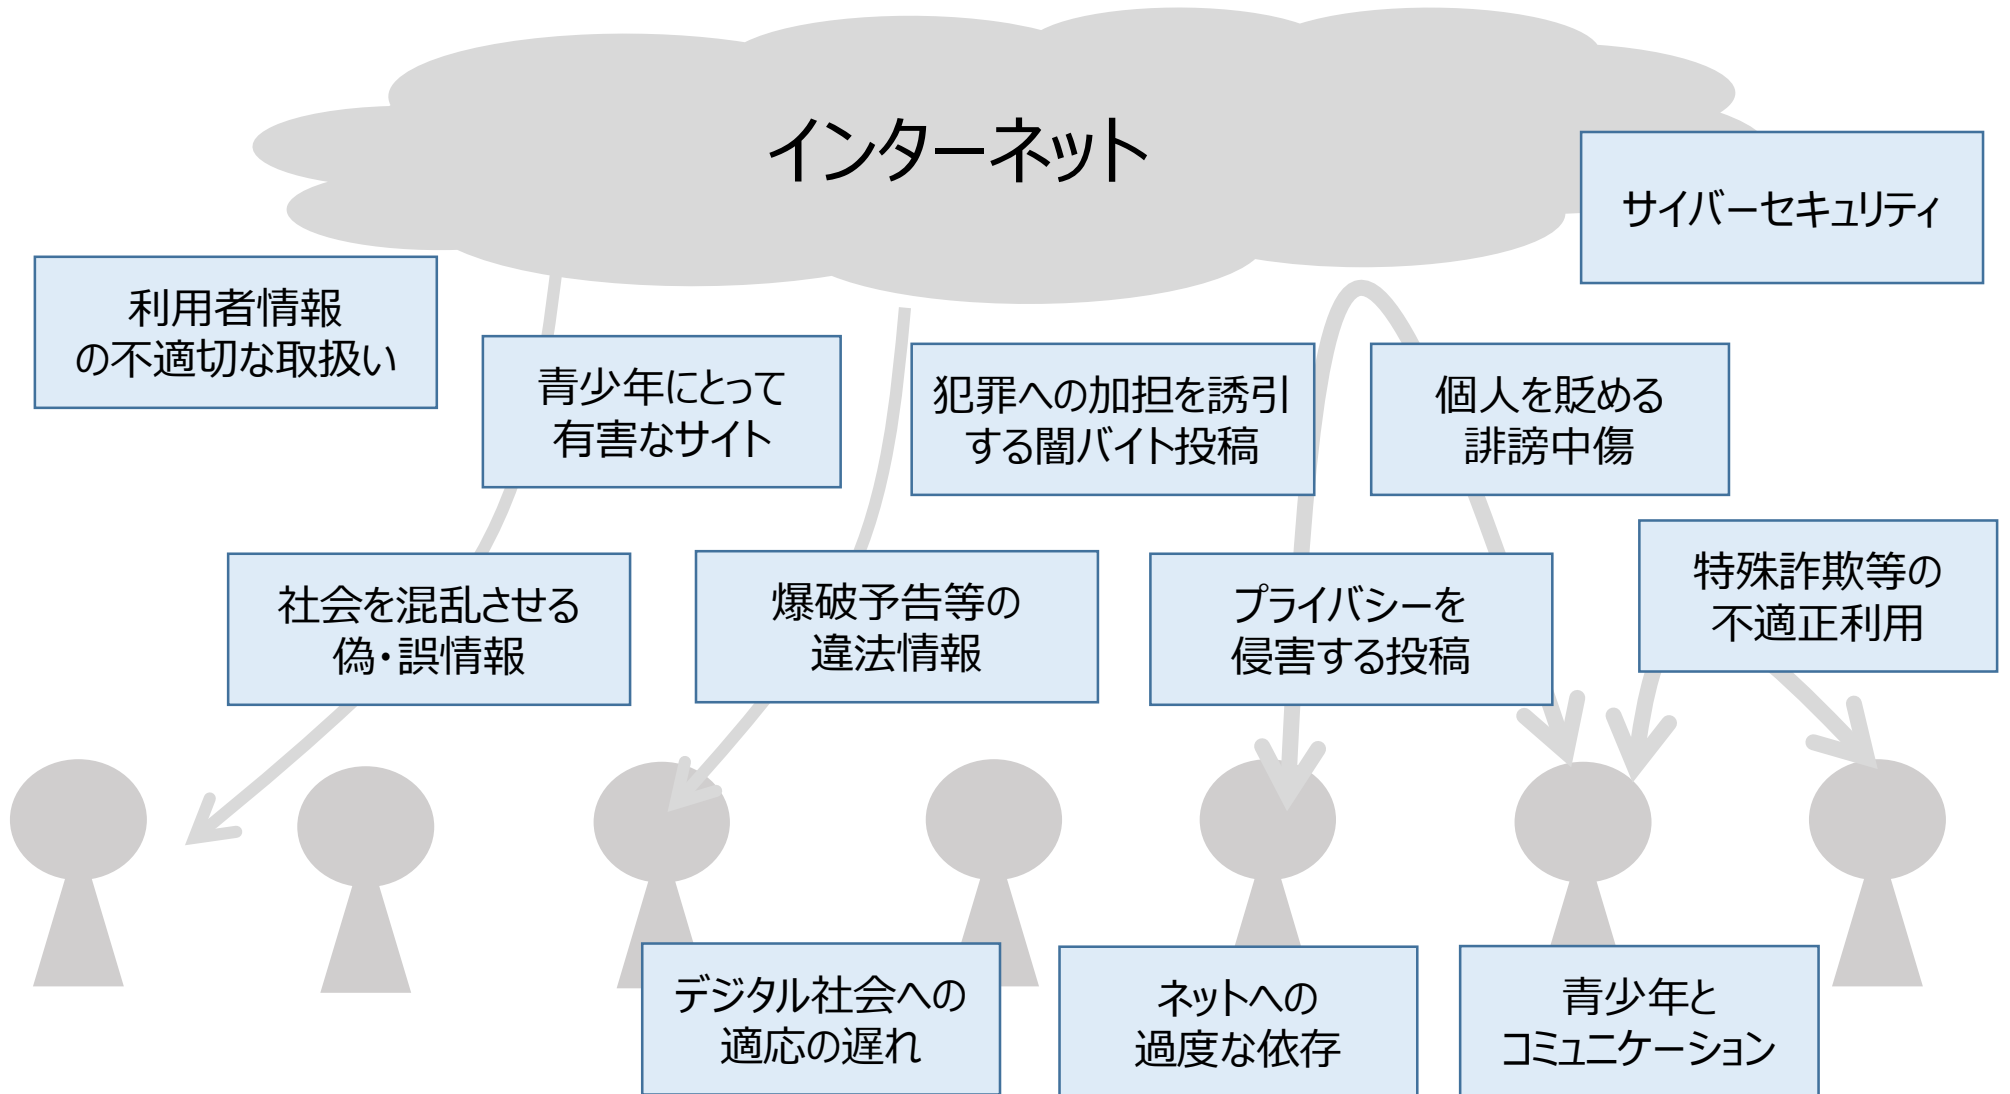 インターネット
サイバーセキュリティ
利用者情報
の不適切な取扱い
青少年にとって
有害なサイト
犯罪への加担を誘引
する闇バイト投稿
個人を貶める
誹謗中傷
社会を混乱させる
偽・誤情報
爆破予告等の
違法情報
プライバシーを
侵害する投稿
特殊詐欺等の
不適正利用
デジタル社会への
適応の遅れ
ネットへの
過度な依存
青少年と
コミュニケーション